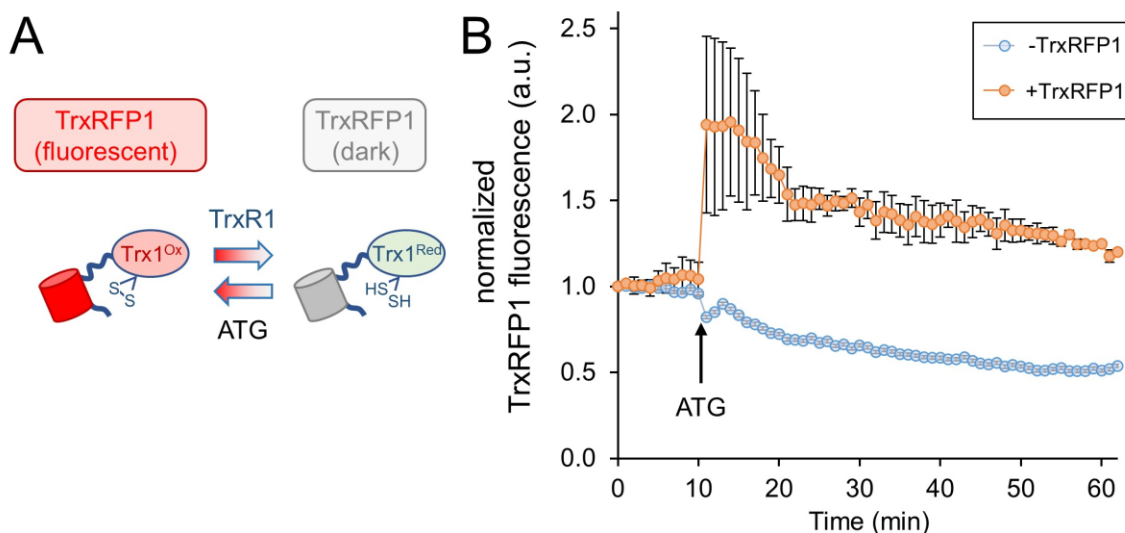 A
TrxRFP1
(fluorescent)
TrxRFP1
(dark)
TrxR1
Trx1Ox
Trx1Red
S
S
HS
SH
ATG
B
normalized
TrxRFP1 fluorescence (a.u.)
2.5
2.0
1.5
1.0
0.5
0.0
-TrxRFP1
+TrxRFP1
ATG
0
10
20
30
40
50
60
Time (min)